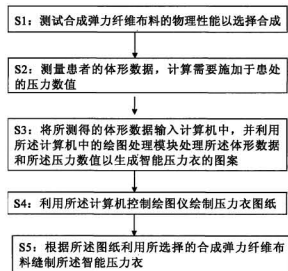 S1：测试合成弹力纤维布料的物理性能以选择合成
S2：测量患者的体形数据，计算需要施加于患处
的压力数值
S3：将所测得的体形数据输入计算机中，并利用
所述计算机中的绘图处理模块处理所述体形数据
和所述压力数值以生成智能压力衣的图案
S4：利用所述计算机控制绘图仪绘制压力衣图纸
S5：根据所述图纸利用所选择的合成弹力纤维布
料缝制所述智能压力衣